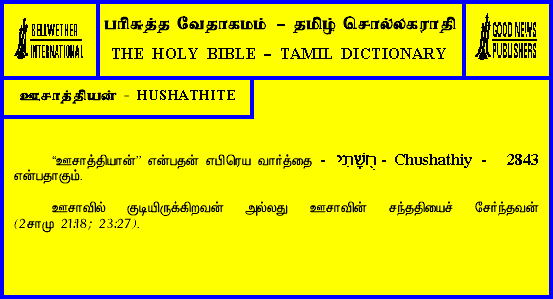 BELLWETHER
INTERNATIONAL
பரிசுத்த வேதாகமம் – தமிழ் சொல்லகராதி
THE HOLY BIBLE – TAMIL DICTIONARY
GOOD NEWS
PUBLISHERS
ஊசாத்தியன் - HUSHATHITE
“ஊசாத்தியான்” என்பதன் எபிரெய வார்த்தை - חֻשָׁתִי - Chushathiy - 2843
என்பதாகும்.
ஊசாவில் குடியிருக்கிறவன் அல்லது ஊசாவின் சந்ததியைச் சேர்ந்தவன்
(2சாமு 21:18; 23:27).